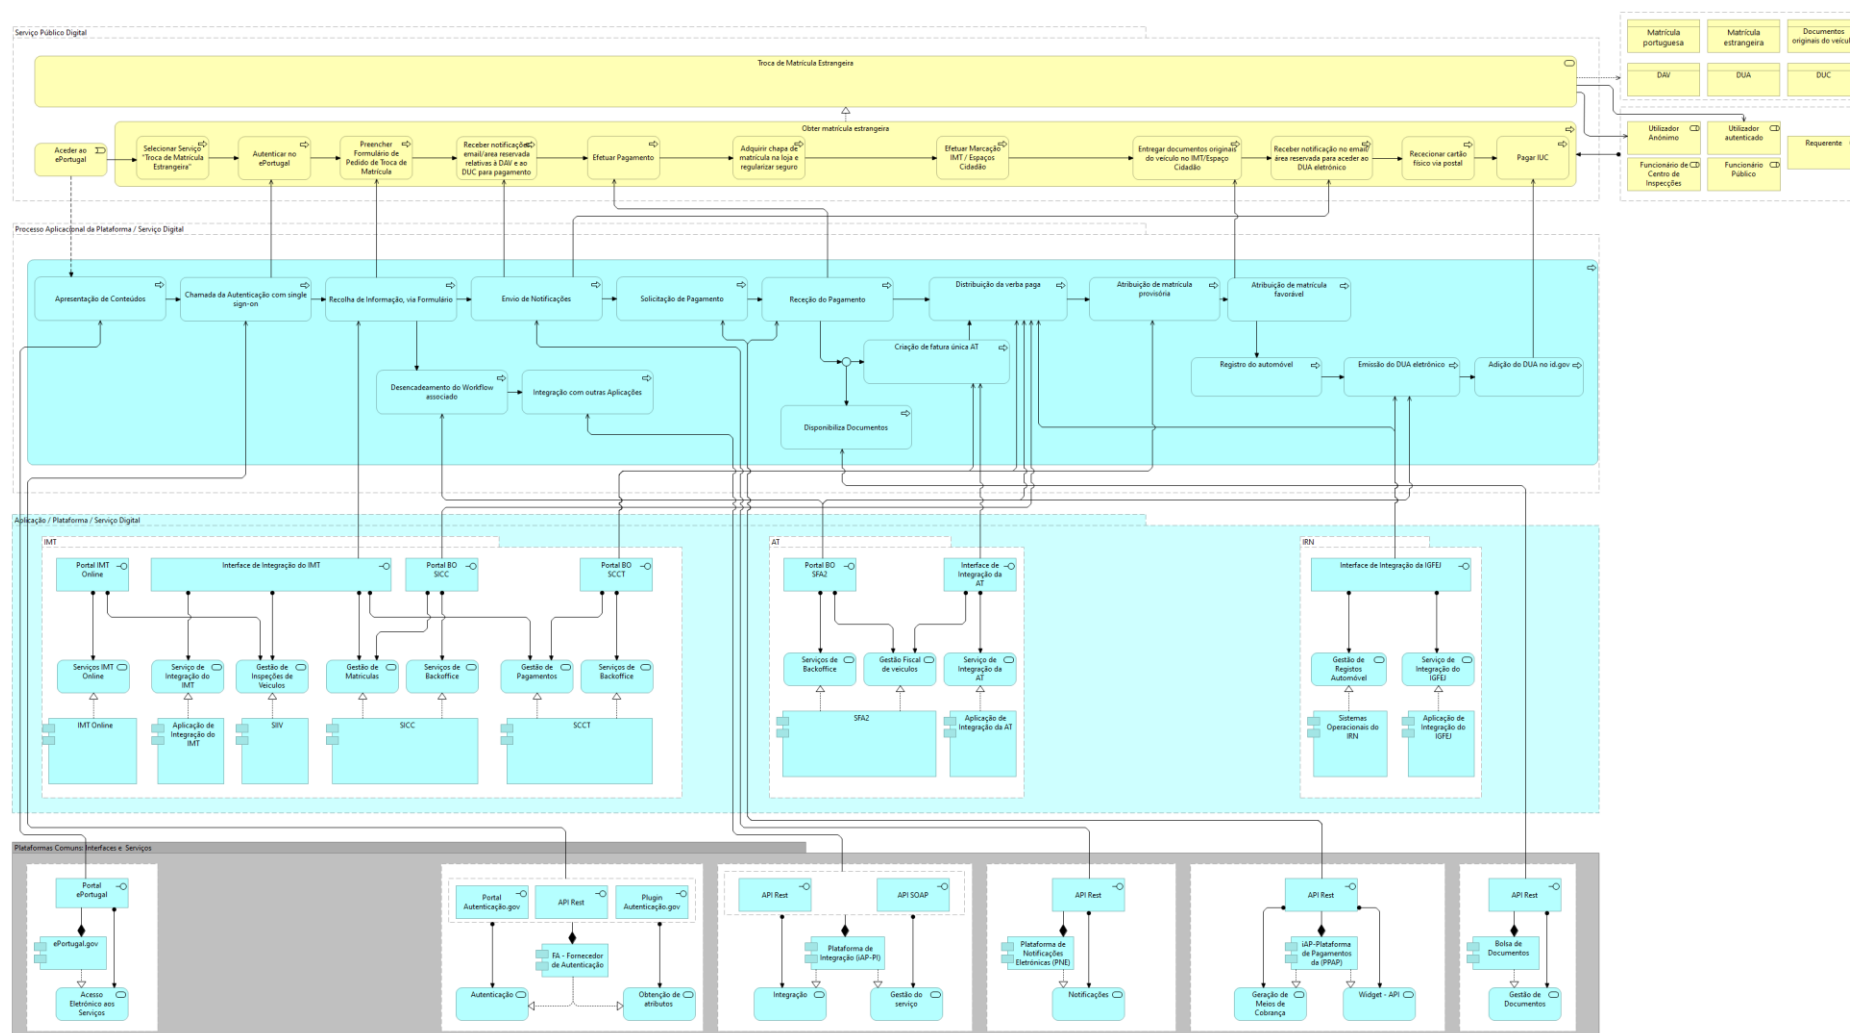 Serviço Público Digital
Troca de Matrícula Estrangeira
Obter matrícula estrangeira
Aceder ao
ePortugal
Selecionar Serviço
"Troca de Matrícula
Estrangeira"
Autenticar no
ePortugal
Preencher
Formulário de
Pedido de Troca de
Matrícula
Receber notificações
email/area reservada
relativas à DAV e ao
DUC para pagamento
Efetuar Pagamento
Adquirir chapa de
matrícula na loja e
regularizar seguro
Efetuar Marcação
IMT / Espaços
Cidadão
Entregar documentos originais
do veículo no IMT/Espaço
Cidadão
Receber notificação no email/
área reservada para aceder ao
DUA eletrónico
Rececionar cartão
físico via postal
Pagar IUC
Matrícula
portuguesa
Matrícula
estrangeira
Documentos
originais do veícul
DAV
DUA
DUC
Utilizador
Anónimo
Utilizador
autenticado
Requerente
Funcionário de
Centro de
Inspecções
Funcionário
Público
Processo Aplicacional da Plataforma / Serviço Digital
Apresentação de Conteúdos
Chamada da Autenticação com single
sign-on
Recolha de Informação, via Formulário
Envio de Notificações
Solicitação de Pagamento
Receção do Pagamento
Distribuição da verba paga
Atribuição de matrícula
provisória
Atribuição de matrícula
favorável
Criação de fatura única AT
Registro do automóvel
Emissão do DUA eletrónico
Adição do DUA no id.gov
Desencadeamento do Workflow
associado
Integração com outras Aplicações
Disponibiliza Documentos
Aplicação / Plataforma / Serviço Digital
IMT
Portal IMT
Online
Interface de Integração do IMT
Portal BO
SICC
Portal BO
SCCT
Serviços IMT
Online
Serviço de
Integração do
IMT
Gestão de
Inspeções de
Veiculos
Gestão de
Matriculas
Serviços de
Backoffice
Gestão de
Pagamentos
Serviços de
Backoffice
IMT Online
Aplicação de
Integração do
IMT
SIIV
SICC
SCCT
AT
Portal BO
SFA2
Interface de
Integração da
AT
Serviços de
Backoffice
Gestão Fiscal
de veiculos
Serviço de
Integração da
AT
SFA2
Aplicação de
Integração da AT
IRN
Interface de Integração da IGFEJ
Gestão de
Registos
Automóvel
Serviço de
Integração do
IGFEJ
Sistemas
Operacionais do
IRN
Aplicação de
Integração do
IGFEJ
Plataformas Comuns: Interfaces e Serviços
Portal
ePortugal
ePortugal.gov
Acesso
Eletrónico aos
Serviços
Portal
Autenticação.gov
API Rest
Plugin
Autenticação.gov
FA - Fornecedor
de Autenticação
Autenticação
Obtenção de
atributos
API Rest
API SOAP
Plataforma de
Integração (iAP-PI)
Integração
Gestão do
serviço
API Rest
Plataforma de
Notificações
Eletrónicas (PNE)
Notificações
API Rest
iAP-Plataforma
de Pagamentos
da (PPAP)
Geração de
Meios de
Cobrança
Widget - API
API Rest
Bolsa de
Documentos
Gestão de
Documentos